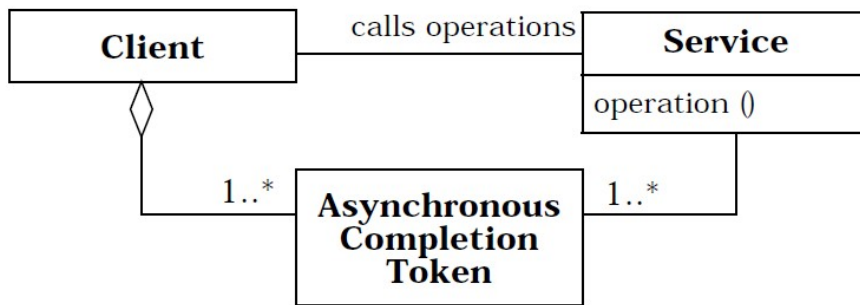 Client
calls operations
Service
operation ()
1..*
Asynchronous
Completion
Token
1..*